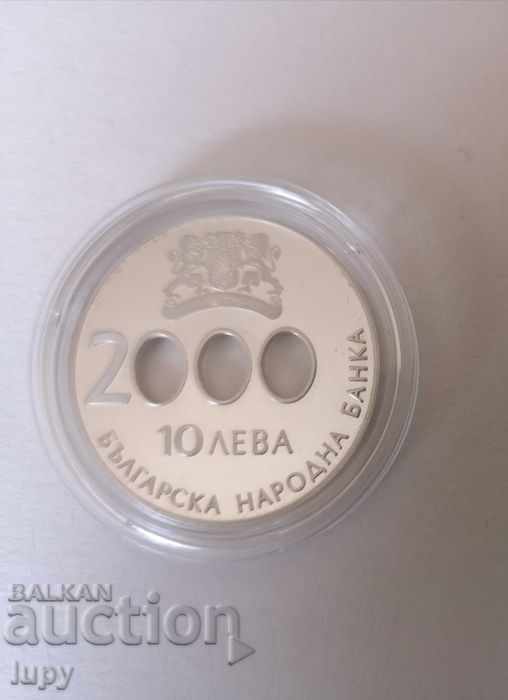 2000
10 ЛЕВА
БЪЛГАРСКА НАРОДНА БАНКА
BALKAN
auction
lupy